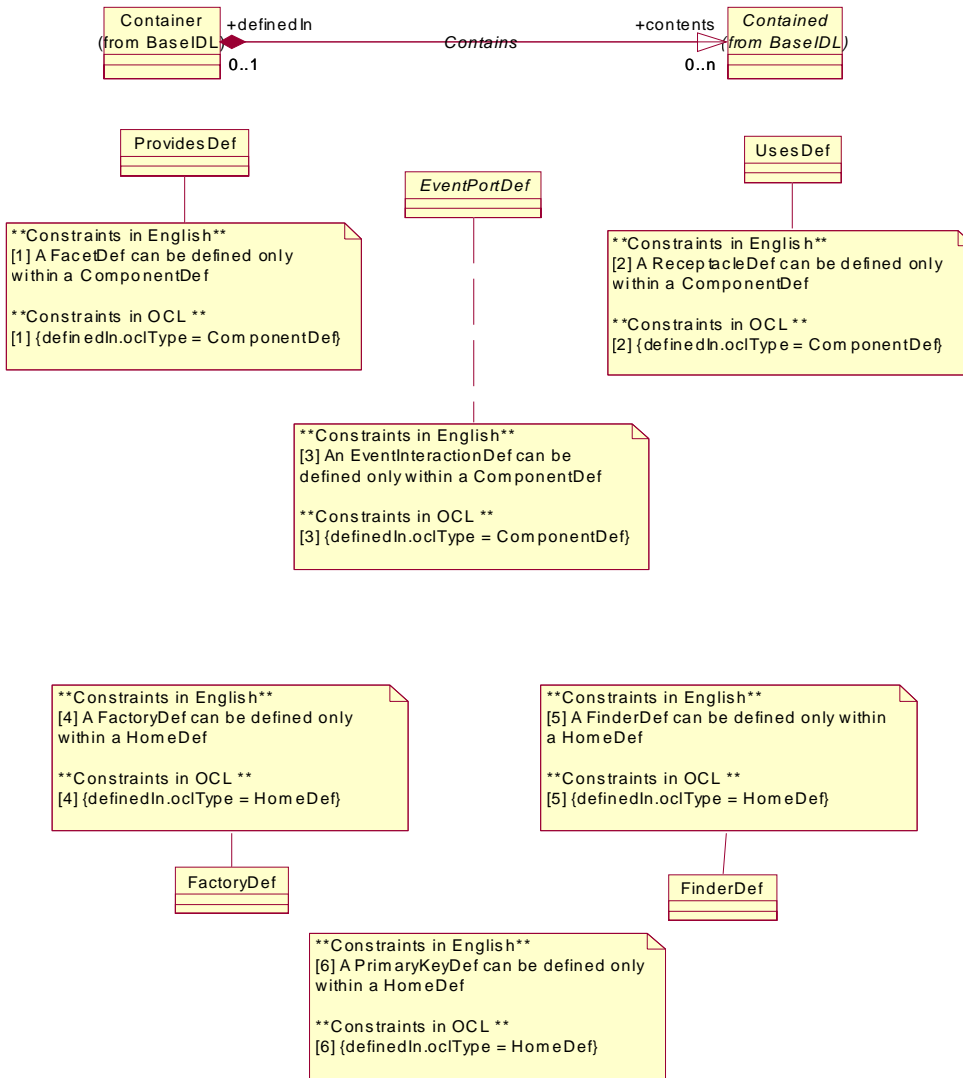 Container
(from BaseIDL)
+definedIn
0..1
Contains
+contents
0..n
Contained
(from BaseIDL)
ProvidesDef
EventPortDef
UsesDef
**Constraints in English**
[1] A FacetDef can be defined only
within a ComponentDef
**Constraints in OCL **
[1] {definedIn.oclType = ComponentDef}
**Constraints in English**
[2] A ReceptacleDef can be defined only
within a ComponentDef
**Constraints in OCL **
[2] {definedIn.oclType = ComponentDef}
**Constraints in English**
[3] An EventInteractionDef can be
defined only within a ComponentDef
**Constraints in OCL **
[3] {definedIn.oclType = ComponentDef}
**Constraints in English**
[4] A FactoryDef can be defined only
within a HomeDef
**Constraints in OCL **
[4] {definedIn.oclType = HomeDef}
**Constraints in English**
[5] A FinderDef can be defined only within
a HomeDef
**Constraints in OCL **
[5] {definedIn.oclType = HomeDef}
FactoryDef
FinderDef
**Constraints in English**
[6] A PrimaryKeyDef can be defined only
within a HomeDef
**Constraints in OCL **
[6] {definedIn.oclType = HomeDef}